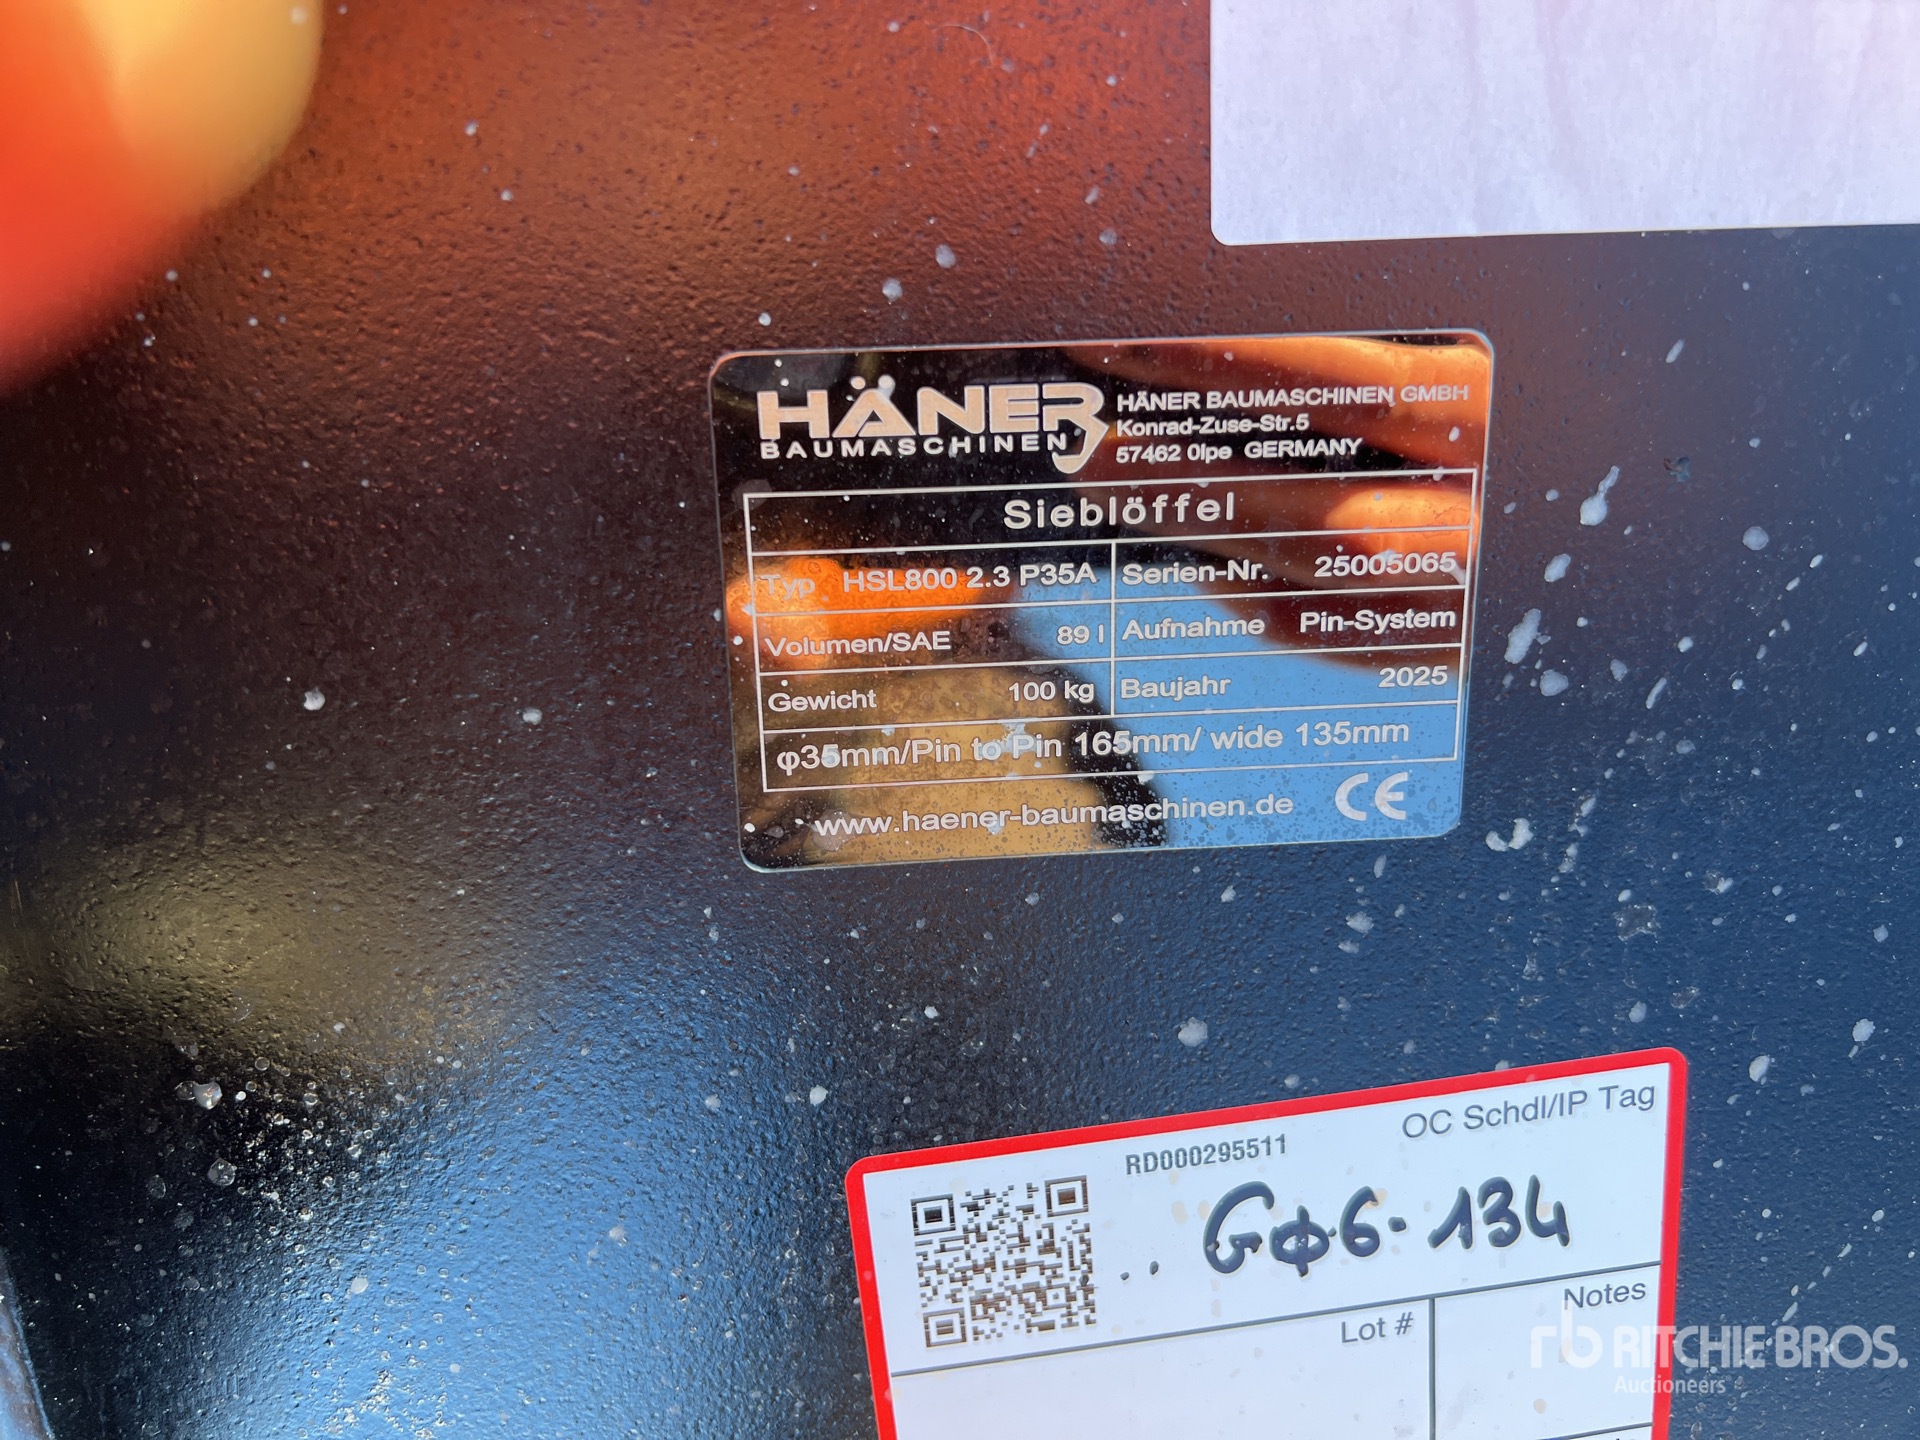 HÄNER
BAUMASCHINEN
HÄNER BAUMASCHINEN GMBH
Konrad-Zuse-Str.5
57462 Olpe GERMANY
Sieblöffel
Typ HSL800 2.3 P35A
Serien-Nr. 25005065
Volumen/SAE 89 l
Aufnahme Pin-System
Gewicht 100 kg
Baujahr 2025
φ35mm/Pin to Pin 165mm/ wide 135mm
www.haener-baumaschinen.de
CE
OC Schdl/IP Tag
RD000295511
GØ6-134
Notes
Lot #
rb RITCHIE BROS.
Auctioneers